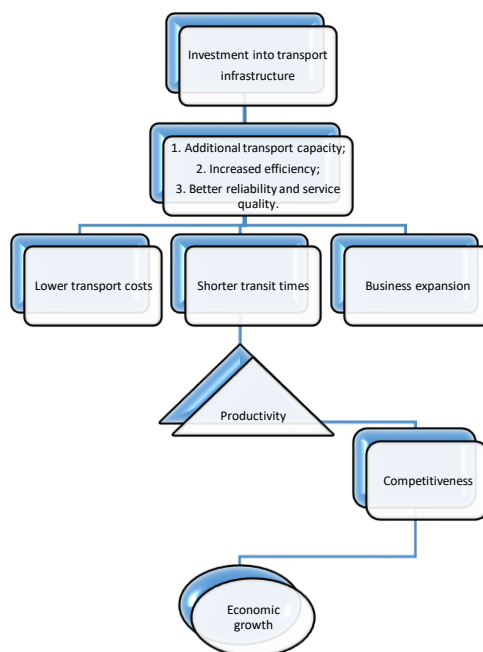 Investment into transport
infrastructure
1. Additional transport capacity;
2. Increased efficiency;
3. Better reliability and service
quality.
Lower transport costs
Shorter transit times
Business expansion
Productivity
Competitiveness
Economic
growth